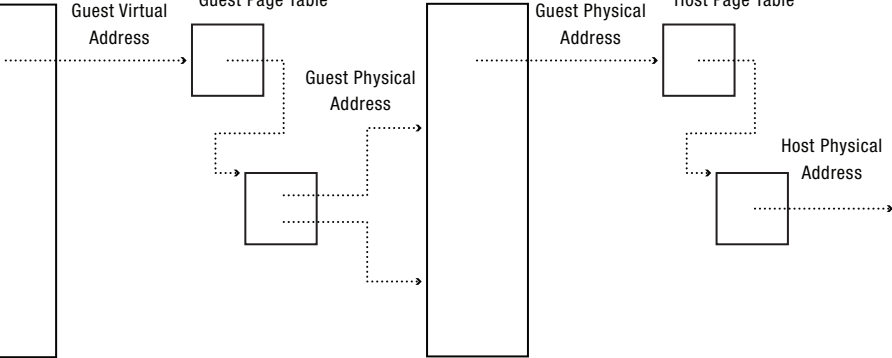 Guest Virtual
Address
Guest Page Table
Guest Physical
Address
Guest Physical
Address
Host Page Table
Host Physical
Address